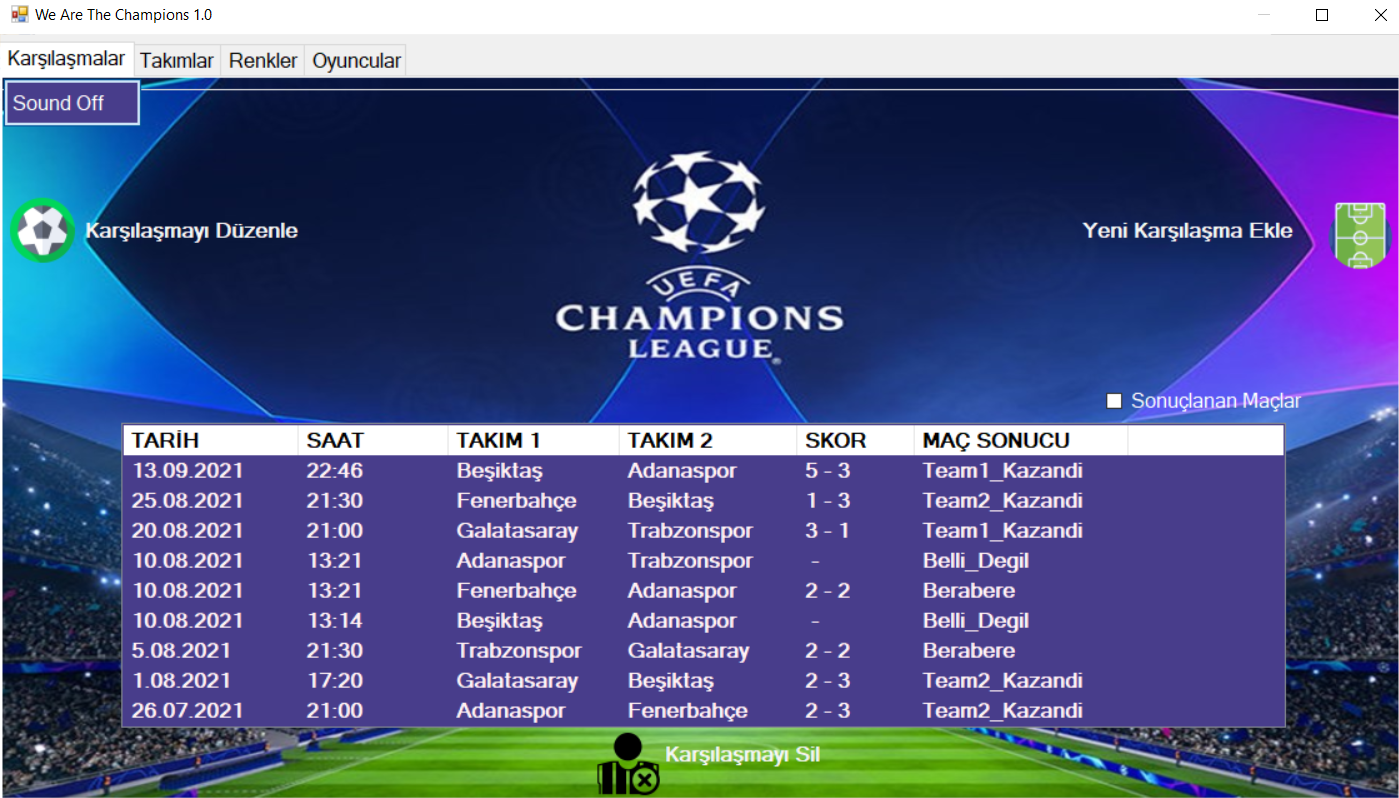 We Are The Champions 1.0
Karşılaşmalar Takımlar Renkler Oyuncular
Sound Off
Karşılaşmayı Düzenle
Yeni Karşılaşma Ekle
UEFA
CHAMPIONS
LEAGUE®
Sonuçlanan Maçlar
TARİH SAAT TAKIM 1 TAKIM 2 SKOR MAÇ SONUCU
13.09.2021 22:46 Beşiktaş Adanaspor 5 - 3 Team1_Kazandi
25.08.2021 21:30 Fenerbahçe Beşiktaş 1 - 3 Team2_Kazandi
20.08.2021 21:00 Galatasaray Trabzonspor 3 - 1 Team1_Kazandi
10.08.2021 13:21 Adanaspor Trabzonspor - Belli_Degil
10.08.2021 13:21 Fenerbahçe Adanaspor 2 - 2 Berabere
10.08.2021 13:14 Beşiktaş Adanaspor - Belli_Degil
5.08.2021 21:30 Trabzonspor Galatasaray 2 - 2 Berabere
1.08.2021 17:20 Galatasaray Beşiktaş 2 - 3 Team2_Kazandi
26.07.2021 21:00 Adanaspor Fenerbahçe 2 - 3 Team2_Kazandi
Karşılaşmayı Sil